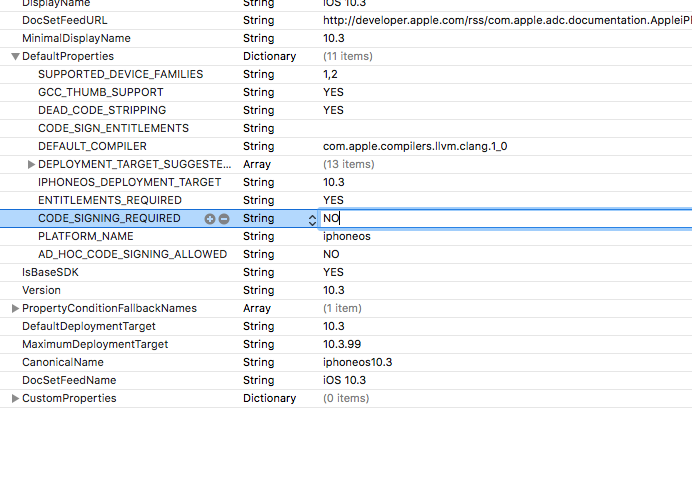 DisplayName String iOS 10.3
DocSetFeedURL String http://developer.apple.com/rss/com.apple.adc.documentation.AppleiPl
MinimalDisplayName String 10.3
DefaultProperties Dictionary (11 items)
SUPPORTED_DEVICE_FAMILIES String 1,2
GCC_THUMB_SUPPORT String YES
DEAD_CODE_STRIPPING String YES
CODE_SIGN_ENTITLEMENTS String
DEFAULT_COMPILER String com.apple.compilers.llvm.clang.1_0
DEPLOYMENT_TARGET_SUGGESTE... Array (13 items)
IPHONEOS_DEPLOYMENT_TARGET String 10.3
ENTITLEMENTS_REQUIRED String YES
CODE_SIGNING_REQUIRED String NO
PLATFORM_NAME String iphoneos
AD_HOC_CODE_SIGNING_ALLOWED String NO
IsBaseSDK String YES
Version String 10.3
PropertyConditionFallbackNames Array (1 item)
DefaultDeploymentTarget String 10.3
MaximumDeploymentTarget String 10.3.99
CanonicalName String iphoneos10.3
DocSetFeedName String iOS 10.3
CustomProperties Dictionary (0 items)